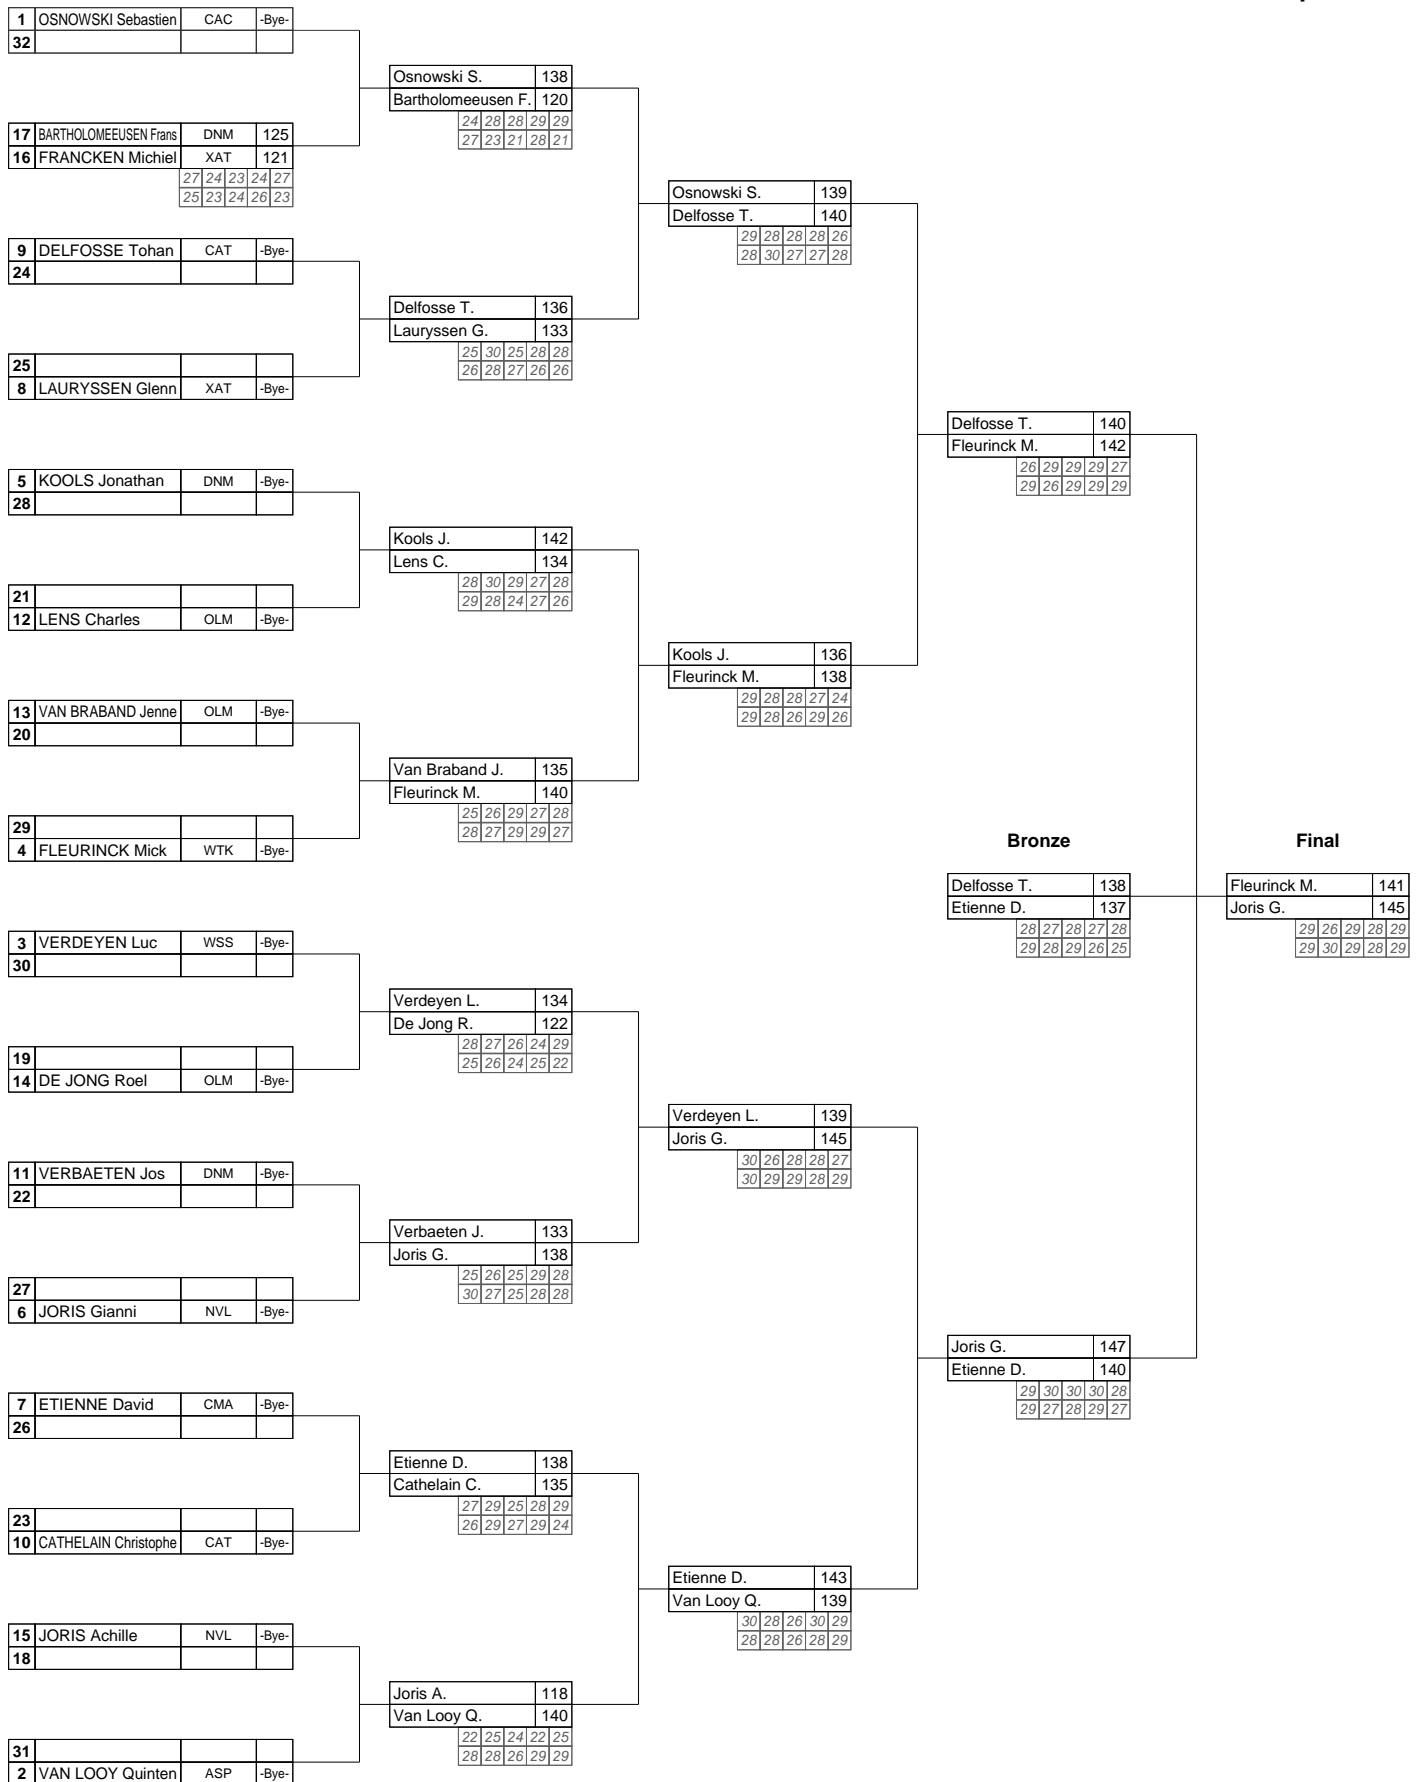 1 OSNOWSKI Sebastien CAC -Bye-
32
Osnowski S. 138
Bartholomeeusen F. 120
24 28 28 29 29
27 23 21 28 21
17 BARTHOLOMEEUSEN Frans DNM 125
16 FRANCKEN Michiel XAT 121
27 24 23 24 27
25 23 24 26 23
Osnowski S. 139
Delfosse T. 140
29 28 28 28 26
28 30 27 27 28
9 DELFOSSE Tohan CAT -Bye-
24
Delfosse T. 136
Lauryssen G. 133
25 30 25 28 28
26 28 27 26 26
25
8 LAURYSSEN Glenn XAT -Bye-
Delfosse T. 140
Fleurinck M. 142
26 29 29 29 27
29 26 29 29 29
5 KOOLS Jonathan DNM -Bye-
28
Kools J. 142
Lens C. 134
28 30 29 27 28
29 28 24 27 26
21
12 LENS Charles OLM -Bye-
Kools J. 136
Fleurinck M. 138
29 28 28 27 24
29 28 26 29 26
13 VAN BRABAND Jenne OLM -Bye-
20
Van Braband J. 135
Fleurinck M. 140
25 26 29 27 28
28 27 29 29 27
29
4 FLEURINCK Mick WTK -Bye-
Bronze Final
Delfosse T. 138
Etienne D. 137
28 27 28 27 28
29 28 29 26 25
Fleurinck M. 141
Joris G. 145
29 26 29 28 29
29 30 29 28 29
3 VERDEYEN Luc WSS -Bye-
30
Verdeyen L. 134
De Jong R. 122
28 27 26 24 29
25 26 24 25 22
19
14 DE JONG Roel OLM -Bye-
Verdeyen L. 139
Joris G. 145
30 26 28 28 27
30 29 29 28 29
11 VERBAETEN Jos DNM -Bye-
22
Verbaeten J. 133
Joris G. 138
25 26 25 29 28
30 27 25 28 28
27
6 JORIS Gianni NVL -Bye-
Joris G. 147
Etienne D. 140
29 30 30 30 28
29 27 28 29 27
7 ETIENNE David CMA -Bye-
26
Etienne D. 138
Cathelain C. 135
27 29 25 28 29
26 29 27 29 24
23
10 CATHELAIN Christophe CAT -Bye-
Etienne D. 143
Van Looy Q. 139
30 28 26 30 29
28 28 26 28 29
15 JORIS Achille NVL -Bye-
18
Joris A. 118
Van Looy Q. 140
22 25 24 22 25
28 28 26 29 29
31
2 VAN LOOY Quinten ASP -Bye-